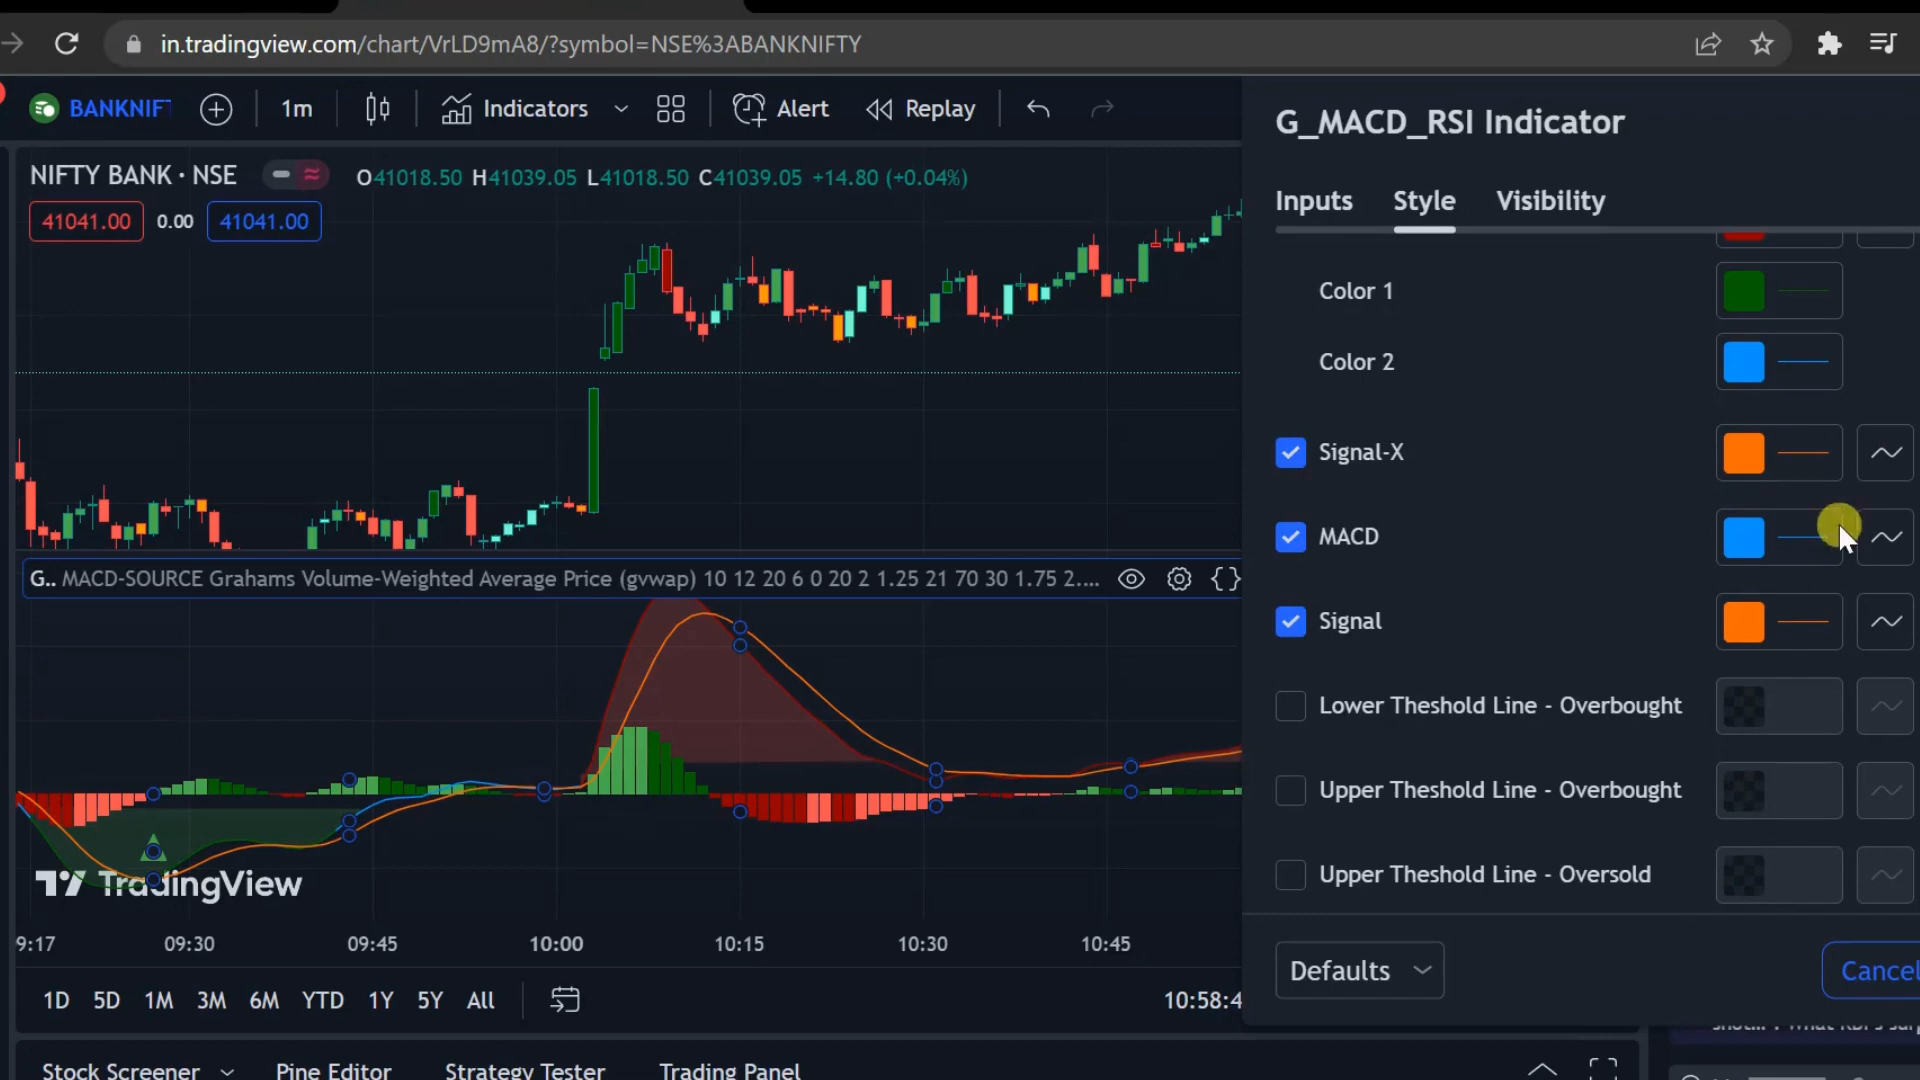 in.tradingview.com/chart/VrLD9mA8/?symbol=NSE%3ABANKNIFTY
BANKNIF
1m
Indicators
Alert
Replay
NIFTY BANK · NSE
O41018.50 H41039.05 L41018.50 C41039.05 +14.80 (+0.04%)
41041.00 0.00 41041.00
G.. MACD-SOURCE Grahams Volume-Weighted Average Price (gvwap) 10 12 20 6 0 20 2 1.25 21 70 30 1.75 2....
TradingView
9:17 09:30 09:45 10:00 10:15 10:30 10:45
1D 5D 1M 3M 6M YTD 1Y 5Y All
10:58:4
Stock Screener Pine Editor Strategy Tester Trading Panel
G_MACD_RSI Indicator
Inputs Style Visibility
Color 1
Color 2
Signal-X
MACD
Signal
Lower Theshold Line - Overbought
Upper Theshold Line - Overbought
Upper Theshold Line - Oversold
Defaults
Cancel